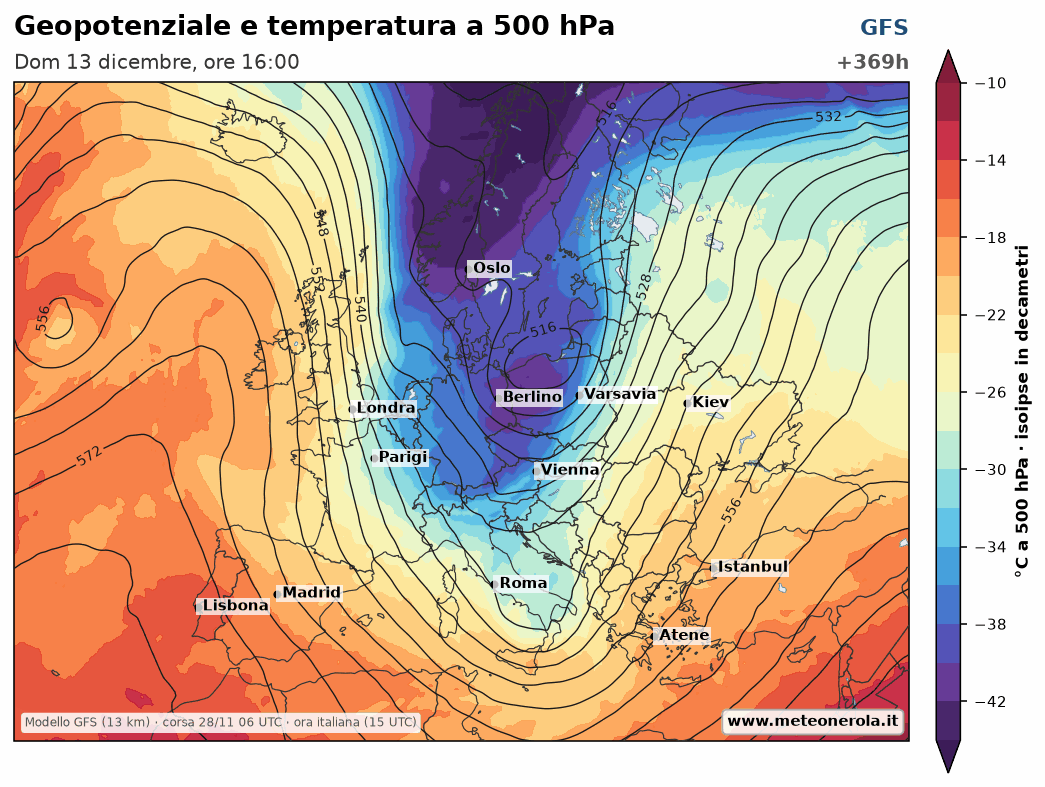 Geopotenziale e temperatura a 500 hPa
GFS
Dom 13 dicembre, ore 16:00
+369h
516
532
548
552
556
540
528
516
572
556
Oslo
Berlino
Varsavia
Kiev
Londra
Parigi
Vienna
Istanbul
Roma
Madrid
Lisbona
Atene
Modello GFS (13 km) · corsa 28/11 06 UTC · ora italiana (15 UTC)
www.meteonerola.it
−10
−14
−18
−22
−26
−30
−34
−38
−42
°C a 500 hPa · isoipse in decametri